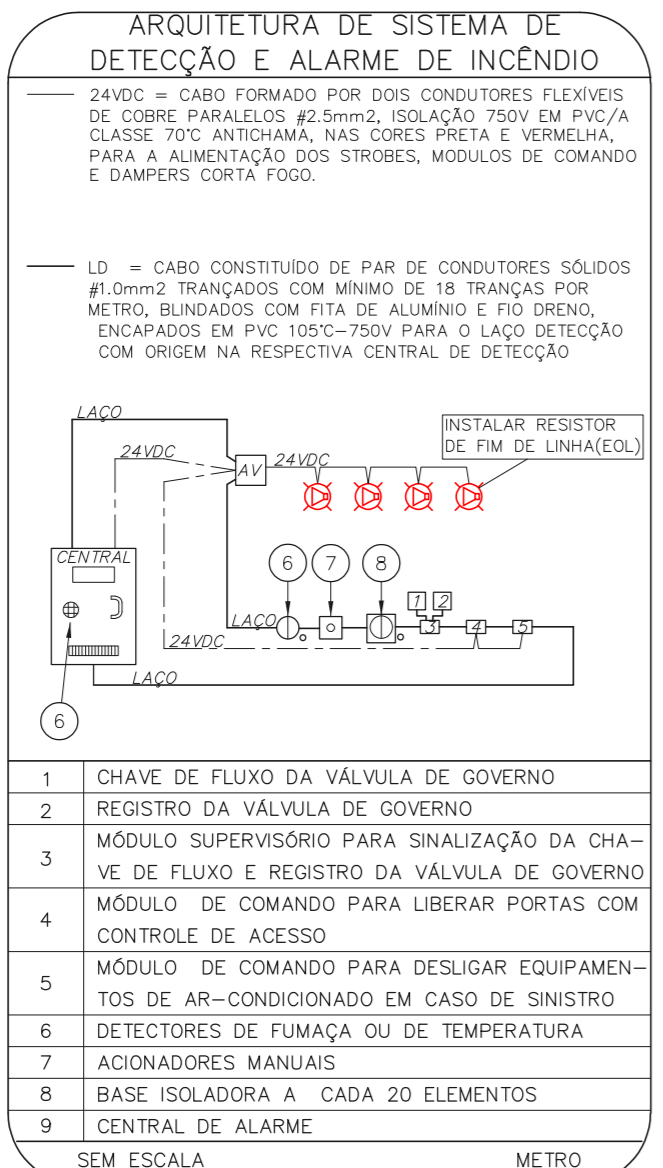 ARQUITETURA DE SISTEMA DE
DETECÇÃO E ALARME DE INCÊNDIO
24VDC = CABO FORMADO POR DOIS CONDUTORES FLEXÍVEIS
DE COBRE PARALELOS #2.5mm2, ISOLAÇÃO 750V EM PVC/A
CLASSE 70°C ANTICHAMA, NAS CORES PRETA E VERMELHA,
PARA A ALIMENTAÇÃO DOS STROBES, MODULOS DE COMANDO
E DAMPERS CORTA FOGO.
LD = CABO CONSTITUÍDO DE PAR DE CONDUTORES SÓLIDOS
#1.0mm2 TRANÇADOS COM MÍNIMO DE 18 TRANÇAS POR
METRO, BLINDADOS COM FITA DE ALUMÍNIO E FIO DRENO,
ENCAPADOS EM PVC 105°C-750V PARA O LAÇO DETECÇÃO
COM ORIGEM NA RESPECTIVA CENTRAL DE DETECÇÃO
LAÇO
INSTALAR RESISTOR
DE FIM DE LINHA(EOL)
24VDC
AV
24VDC
CENTRAL
6
7
8
1
2
LAÇO
3
4
5
24VDC
LAÇO
6
1 CHAVE DE FLUXO DA VÁLVULA DE GOVERNO
2 REGISTRO DA VÁLVULA DE GOVERNO
3 MÓDULO SUPERVISÓRIO PARA SINALIZAÇÃO DA CHA-
VE DE FLUXO E REGISTRO DA VÁLVULA DE GOVERNO
4 MÓDULO DE COMANDO PARA LIBERAR PORTAS COM
CONTROLE DE ACESSO
5 MÓDULO DE COMANDO PARA DESLIGAR EQUIPAMEN-
TOS DE AR-CONDICIONADO EM CASO DE SINISTRO
6 DETECTORES DE FUMAÇA OU DE TEMPERATURA
7 ACIONADORES MANUAIS
8 BASE ISOLADORA A CADA 20 ELEMENTOS
9 CENTRAL DE ALARME
SEM ESCALA METRO